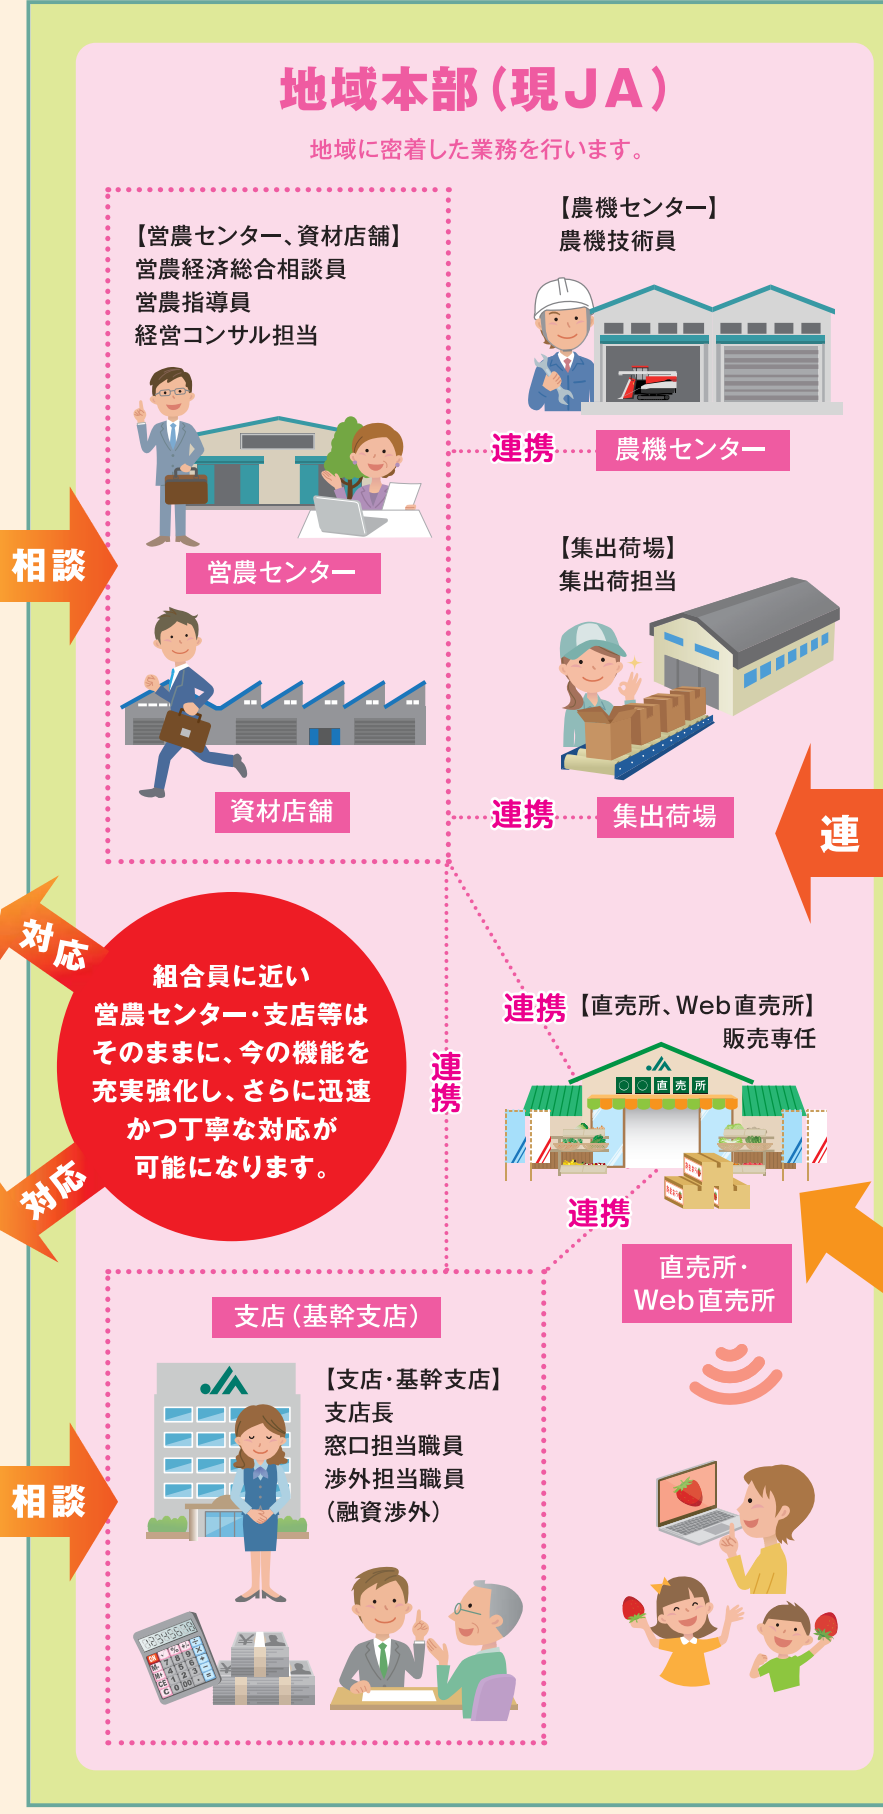 地域本部（現JA）
地域に密着した業務を行います。
【営農センター、資材店舗】
営農経済総合相談員
営農指導員
経営コンサル担当
【農機センター】
農機技術員
連携
農機センター
相談
営農センター
【集出荷場】
集出荷担当
資材店舗
連携
集出荷場
連
対応
組合員に近い
営農センター・支店等は
そのままに、今の機能を
充実強化し、さらに迅速
かつ丁寧な対応が
可能になります。
対応
連携
連携
【直売所、Web直売所】
販売専任
JA
〇〇直売所
連携
直売所・
Web直売所
支店（基幹支店）
JA
【支店・基幹支店】
支店長
窓口担当職員
渉外担当職員
（融資渉外）
相談